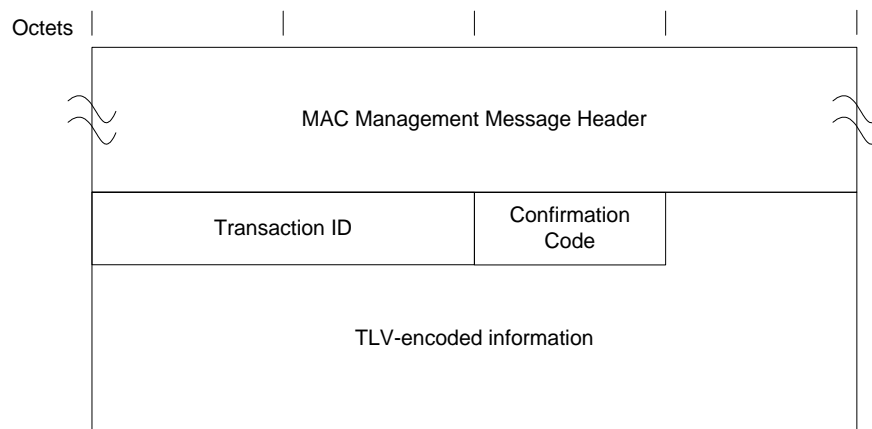 Octets
MAC Management Message Header
Transaction ID
Confirmation
Code
TLV-encoded information